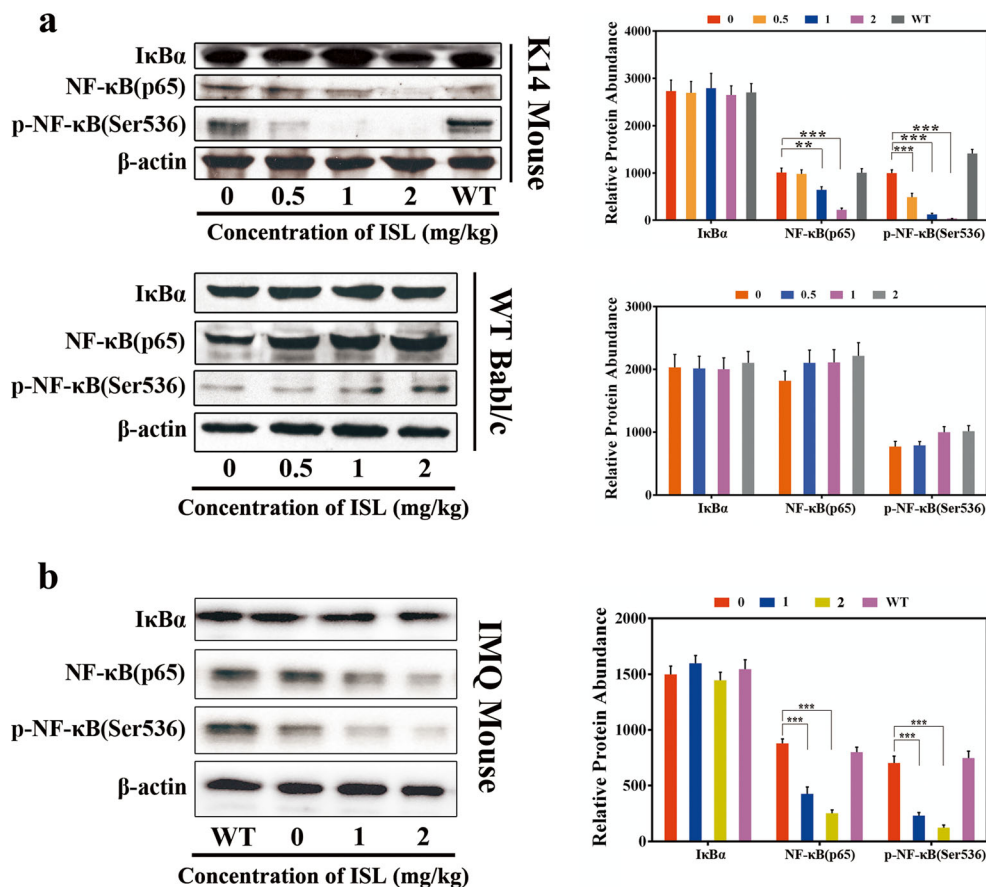 a
IκBα
NF-κB(p65)
p-NF-κB(Ser536)
β-actin
0 0.5 1 2 WT
Concentration of ISL (mg/kg)
K14 Mouse
0 0.5 1 2 WT
Relative Protein Abundance
4000
3000
2000
1000
0
***
**
***
***
***
IκBα NF-κB(p65) p-NF-κB(Ser536)
IκBα
NF-κB(p65)
p-NF-κB(Ser536)
β-actin
0 0.5 1 2
Concentration of ISL (mg/kg)
WT Babl/c
0 0.5 1 2
Relative Protein Abundance
3000
2000
1000
0
IκBα NF-κB(p65) p-NF-κB(Ser536)
b
IκBα
NF-κB(p65)
p-NF-κB(Ser536)
β-actin
WT 0 1 2
Concentration of ISL (mg/kg)
IMQ Mouse
0 1 2 WT
Relative Protein Abundance
2000
1500
1000
500
0
***
***
***
***
IκBα NF-κB(p65) p-NF-κB(Ser536)